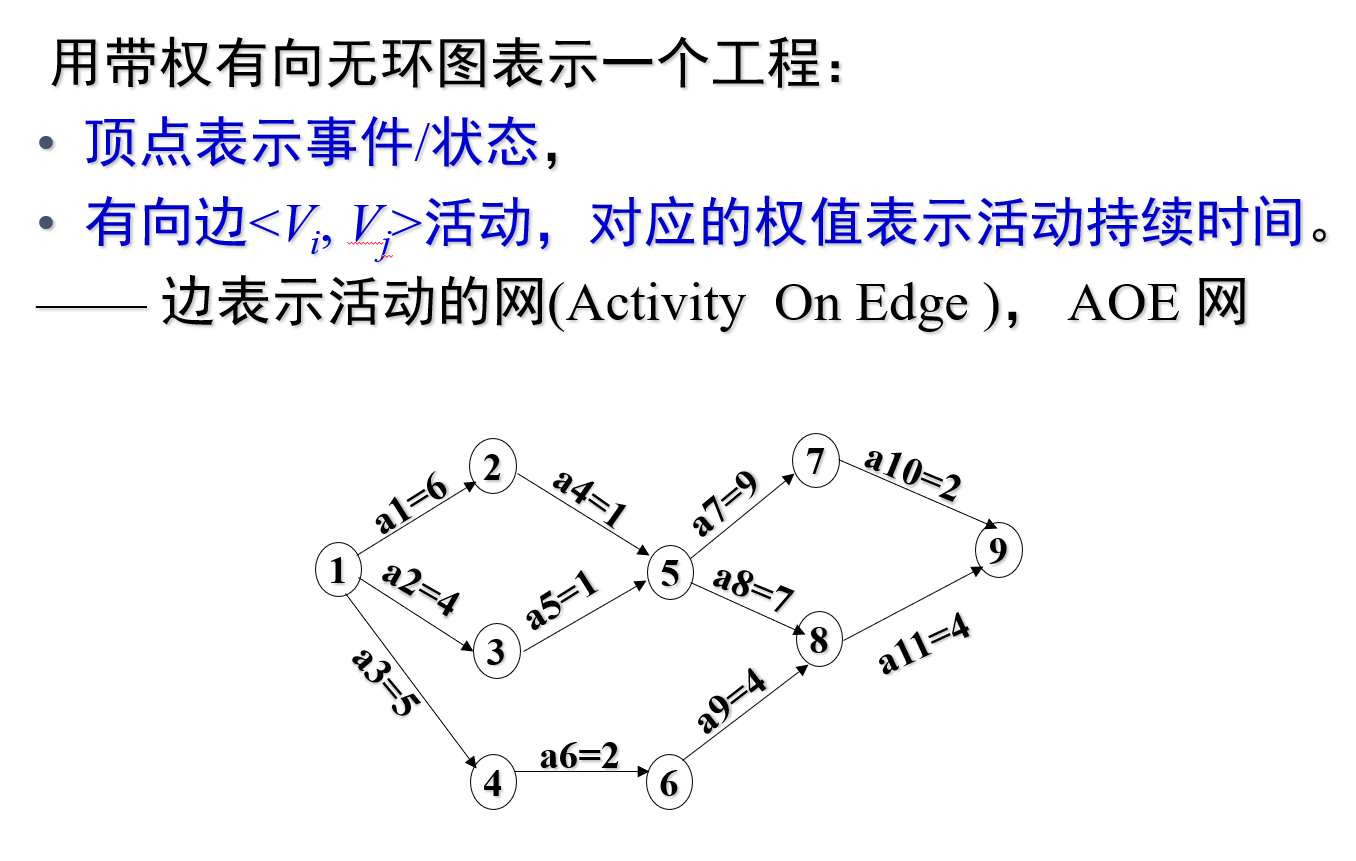 用带权有向无环图表示一个工程：
• 顶点表示事件/状态，
• 有向边<Vi, Vj>活动，对应的权值表示活动持续时间。
—— 边表示活动的网(Activity On Edge )， AOE 网
2
7
a10=2
a1=6
a4=1
a7=9
9
1
a2=4
5
a8=7
a5=1
3
8
a11=4
a3=5
a9=4
a6=2
4
6